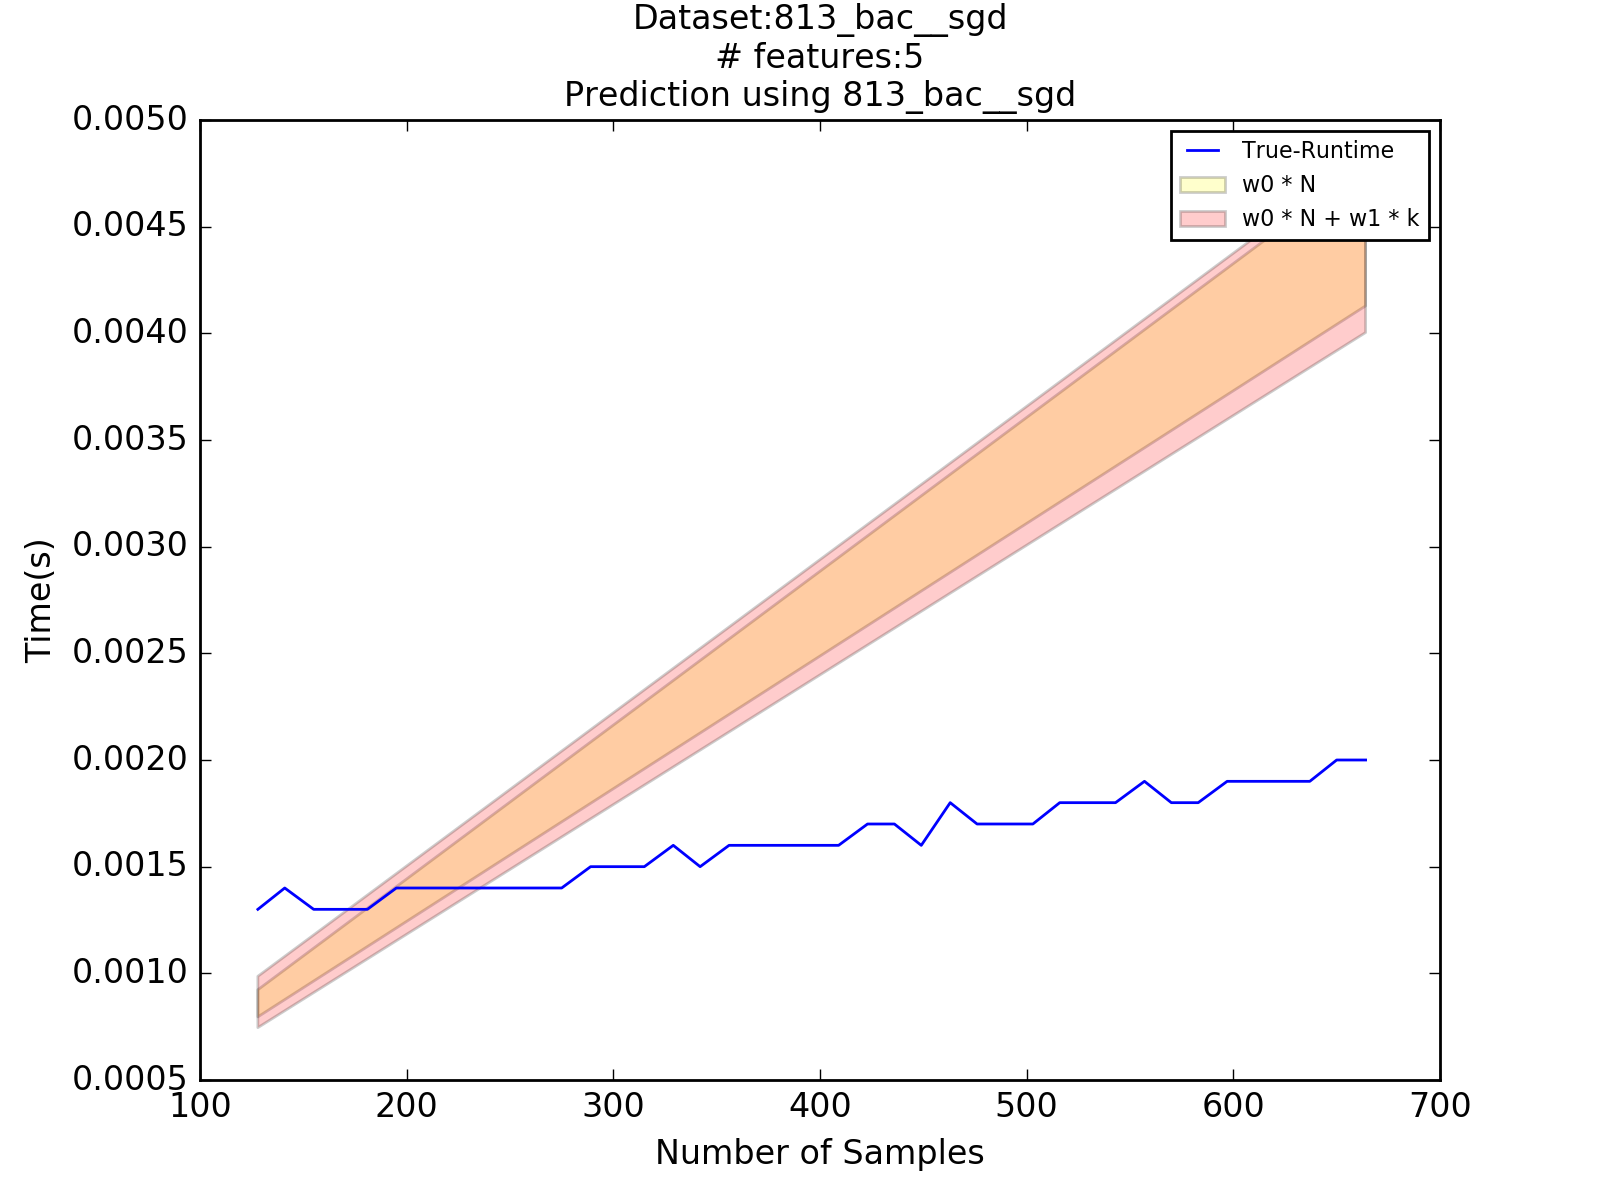 Dataset:813_bac__sgd
# features:5
Prediction using 813_bac__sgd
0.0050
0.0045
0.0040
0.0035
0.0030
0.0025
0.0020
0.0015
0.0010
0.0005
Time(s)
True-Runtime
w0 * N
w0 * N + w1 * k
100 200 300 400 500 600 700
Number of Samples